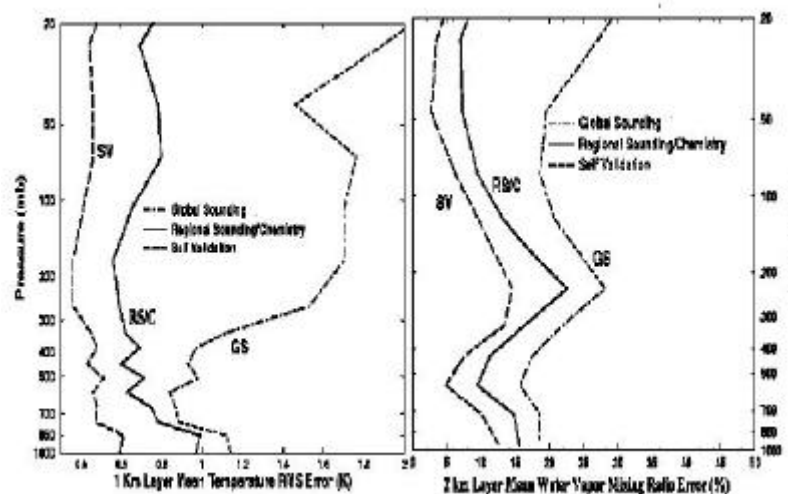 20
50
100
200
300
400
500
700
850
1000
Pressure (mb)
SV
Global Sounding
Regional Sounding/Chemistry
Self Validation
RS/C
GS
0.6
0.8
1
1.2
1.4
1.6
1.8
2.0
1 Km Layer Mean Temperature RMS Error (K)
20
50
100
200
300
400
500
700
850
1000
Global Sounding
Regional Sounding/Chemistry
Self Validation
RS/C
SV
GS
5
10
15
20
25
30
35
40
45
50
2 km Layer Mean Water Vapor Mixing Ratio Error (%)